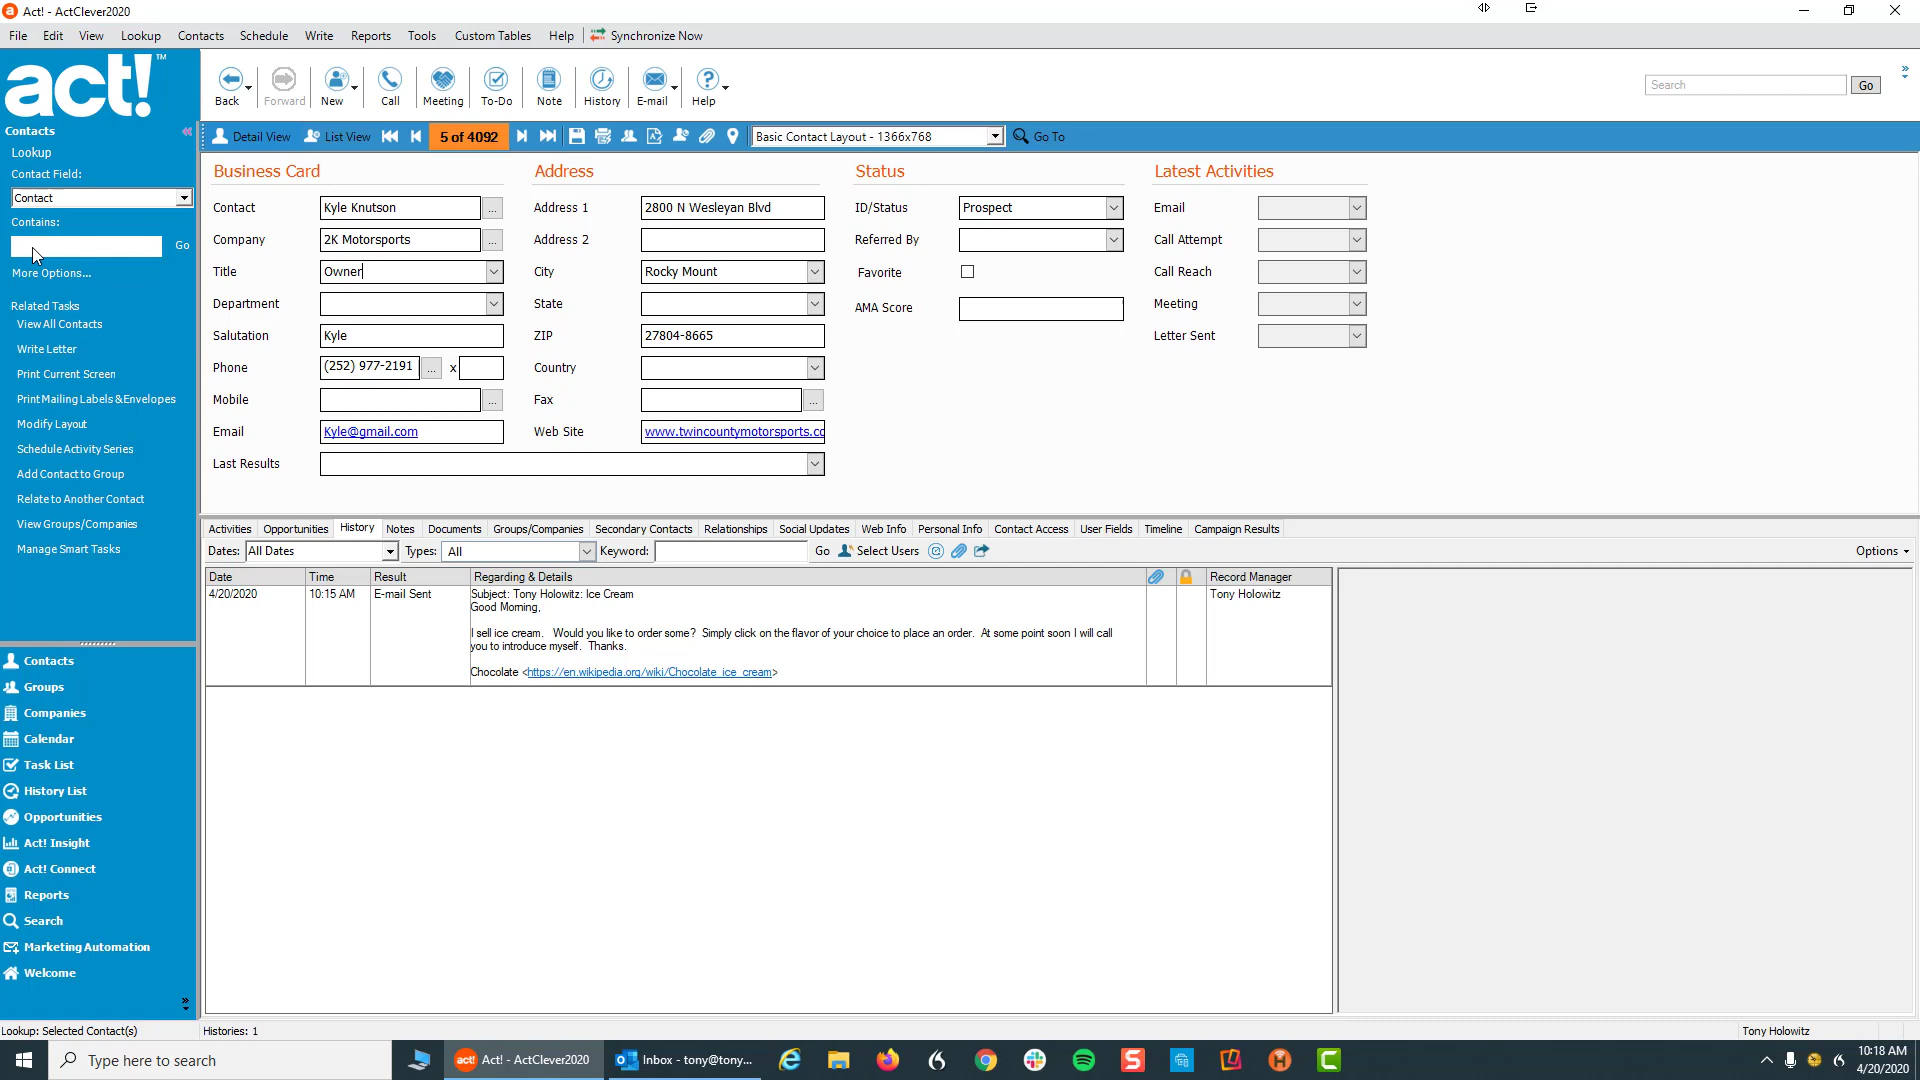 Act! - ActClever2020
File Edit View Lookup Contacts Schedule Write Reports Tools Custom Tables Help Synchronize Now
act!™
Back Forward New Call Meeting To-Do Note History E-mail Help
Search Go
Contacts
Lookup
Contact Field:
Contact
Contains:
Go
More Options...
Related Tasks
View All Contacts
Write Letter
Print Current Screen
Print Mailing Labels &Envelopes
Modify Layout
Schedule Activity Series
Add Contact to Group
Relate to Another Contact
View Groups/Companies
Manage Smart Tasks
Contacts
Groups
Companies
Calendar
Task List
History List
Opportunities
Act! Insight
Act! Connect
Reports
Search
Marketing Automation
Welcome
Detail View List View 5 of 4092 Basic Contact Layout - 1366x768 Go To
Business Card
Contact Kyle Knutson ...
Company 2K Motorsports ...
Title Owner
Department
Salutation Kyle
Phone (252) 977-2191 ... x
Mobile ...
Email Kyle@gmail.com
Last Results
Address
Address 1 2800 N Wesleyan Blvd
Address 2
City Rocky Mount
State
ZIP 27804-8665
Country
Fax ...
Web Site www.twincountymotorsports.co
Status
ID/Status Prospect
Referred By
Favorite
AMA Score
Latest Activities
Email
Call Attempt
Call Reach
Meeting
Letter Sent
Activities Opportunities History Notes Documents Groups/Companies Secondary Contacts Relationships Social Updates Web Info Personal Info Contact Access User Fields Timeline Campaign Results
Dates: All Dates Types: All Keyword: Go Select Users Options
Date Time Result Regarding & Details Record Manager
4/20/2020 10:15 AM E-mail Sent Subject: Tony Holowitz: Ice Cream Tony Holowitz
Good Morning,
I sell ice cream. Would you like to order some? Simply click on the flavor of your choice to place an order. At some point soon I will call
you to introduce myself. Thanks.
Chocolate <https://en.wikipedia.org/wiki/Chocolate_ice_cream>
Lookup: Selected Contact(s) Histories: 1 Tony Holowitz
Type here to search
Act! - ActClever2020
Inbox - tony@tony...
10:18 AM
4/20/2020